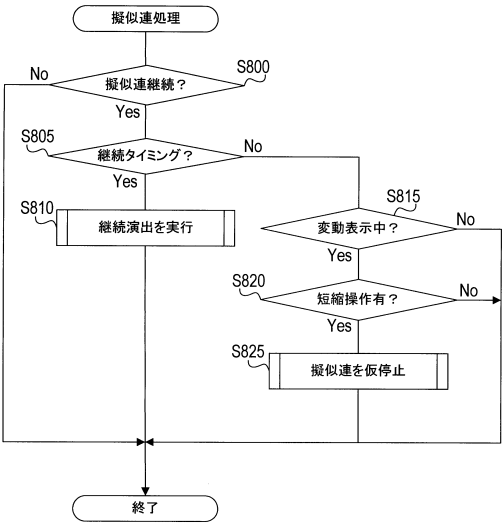 擬似連処理
S800
No
擬似連継続？
Yes
S805
継続タイミング？
No
Yes
S810
継続演出を実行
S815
変動表示中？
No
Yes
S820
短縮操作有？
No
Yes
S825
擬似連を仮停止
終了